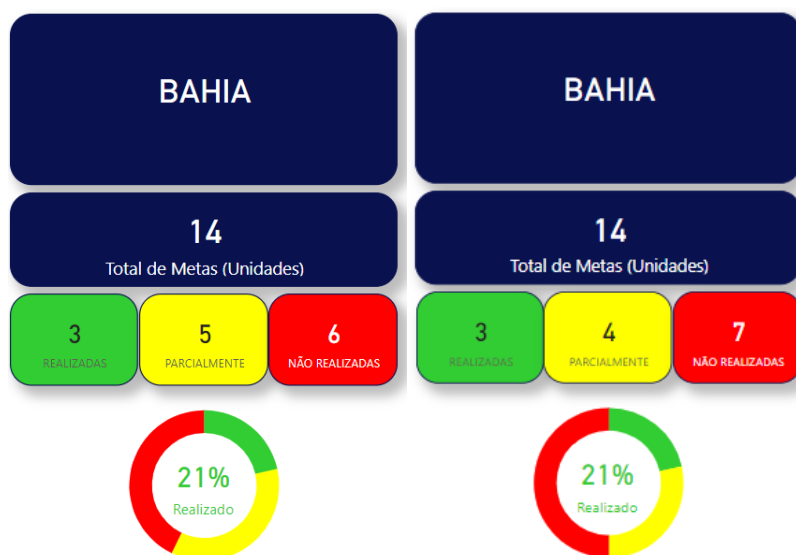 BAHIA
14
Total de Metas (Unidades)
3
REALIZADAS
5
PARCIALMENTE
6
NÃO REALIZADAS
21%
Realizado
BAHIA
14
Total de Metas (Unidades)
3
REALIZADAS
4
PARCIALMENTE
7
NÃO REALIZADAS
21%
Realizado